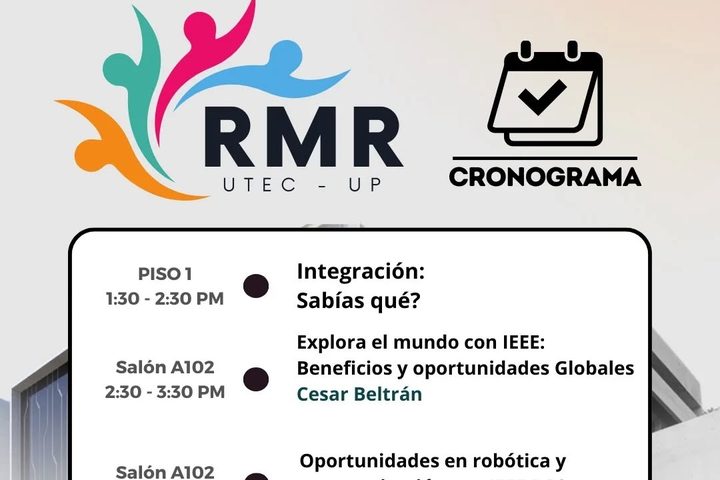 RMR
UTEC - UP
CRONOGRAMA
PISO 1
1:30 - 2:30 PM
Integración:
Sabías qué?
Salón A102
2:30 - 3:30 PM
Explora el mundo con IEEE:
Beneficios y oportunidades Globales
Cesar Beltrán
Salón A102
Oportunidades en robótica y